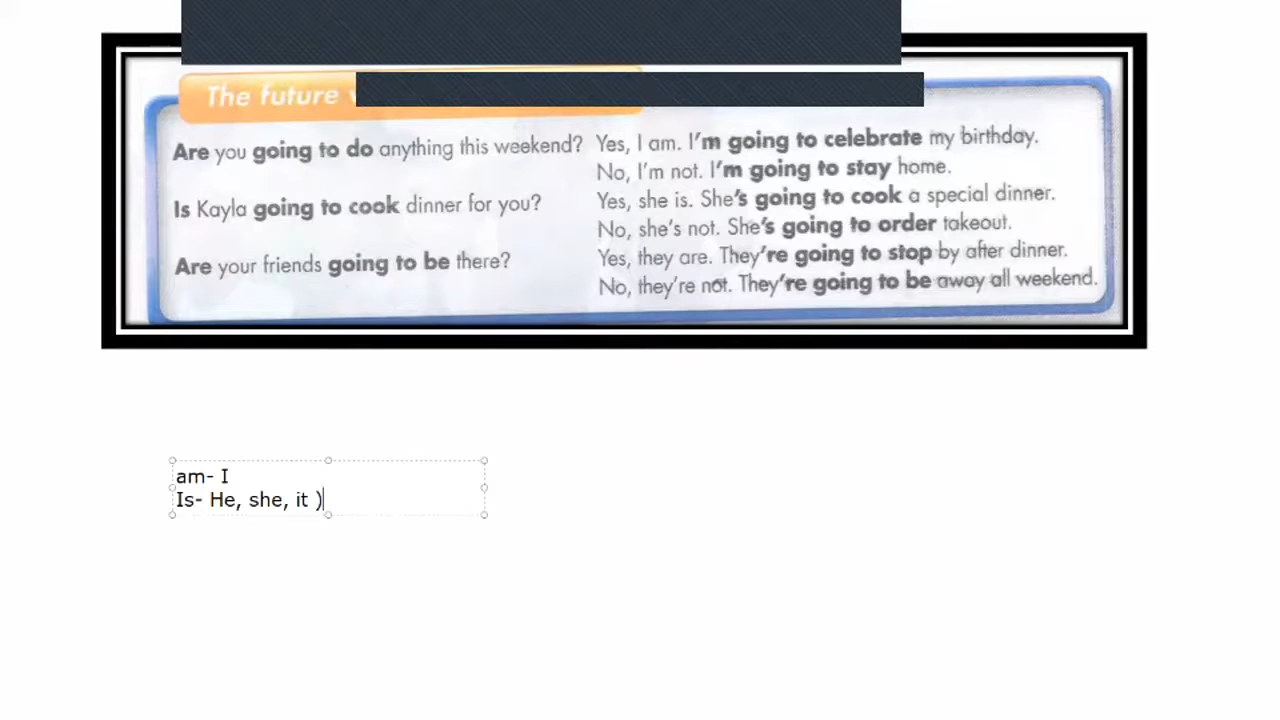 The future
Are you going to do anything this weekend? Yes, I am. I'm going to celebrate my birthday.
No, I'm not. I'm going to stay home.
Is Kayla going to cook dinner for you? Yes, she is. She's going to cook a special dinner.
No, she's not. She's going to order takeout.
Are your friends going to be there? Yes, they are. They're going to stop by after dinner.
No, they're not. They're going to be away all weekend.
am- I
Is- He, she, it )